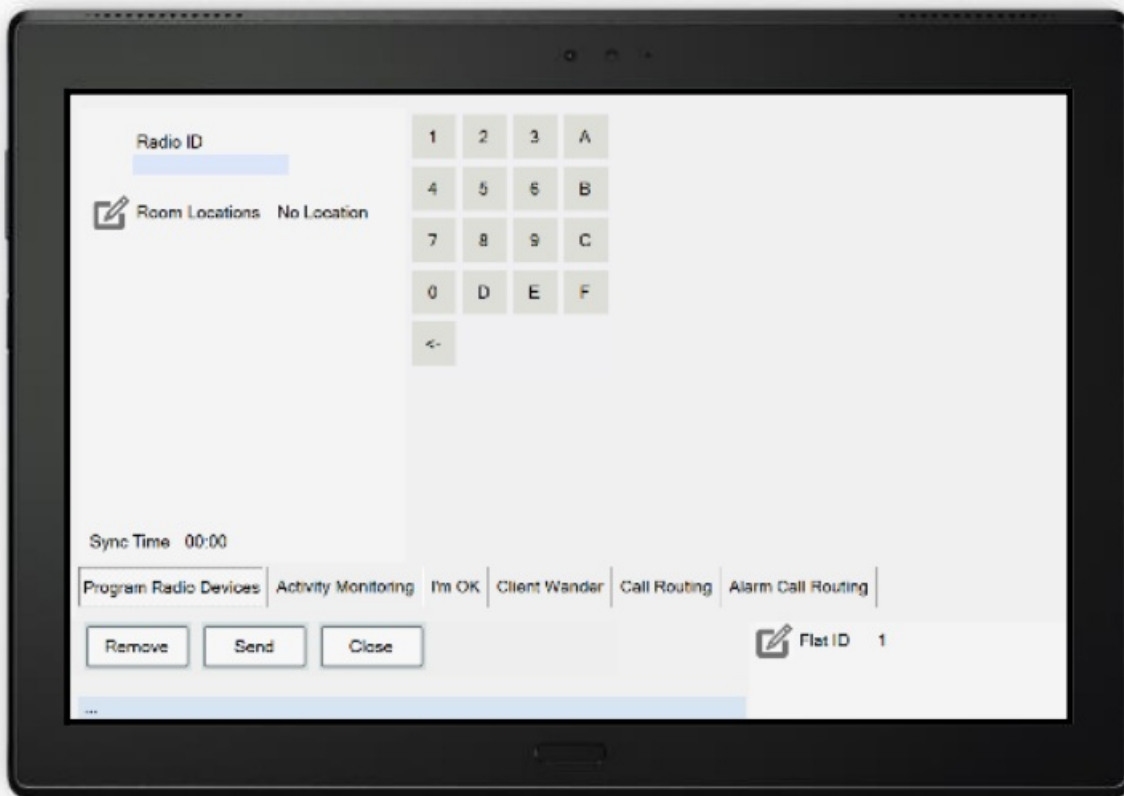 Radio ID
Room Locations No Location
1 2 3 A
4 5 6 B
7 8 9 C
0 D E F
<-
Sync Time 00:00
Program Radio Devices Activity Monitoring I'm OK Client Wander Call Routing Alarm Call Routing
Remove Send Close
Flat ID 1
...